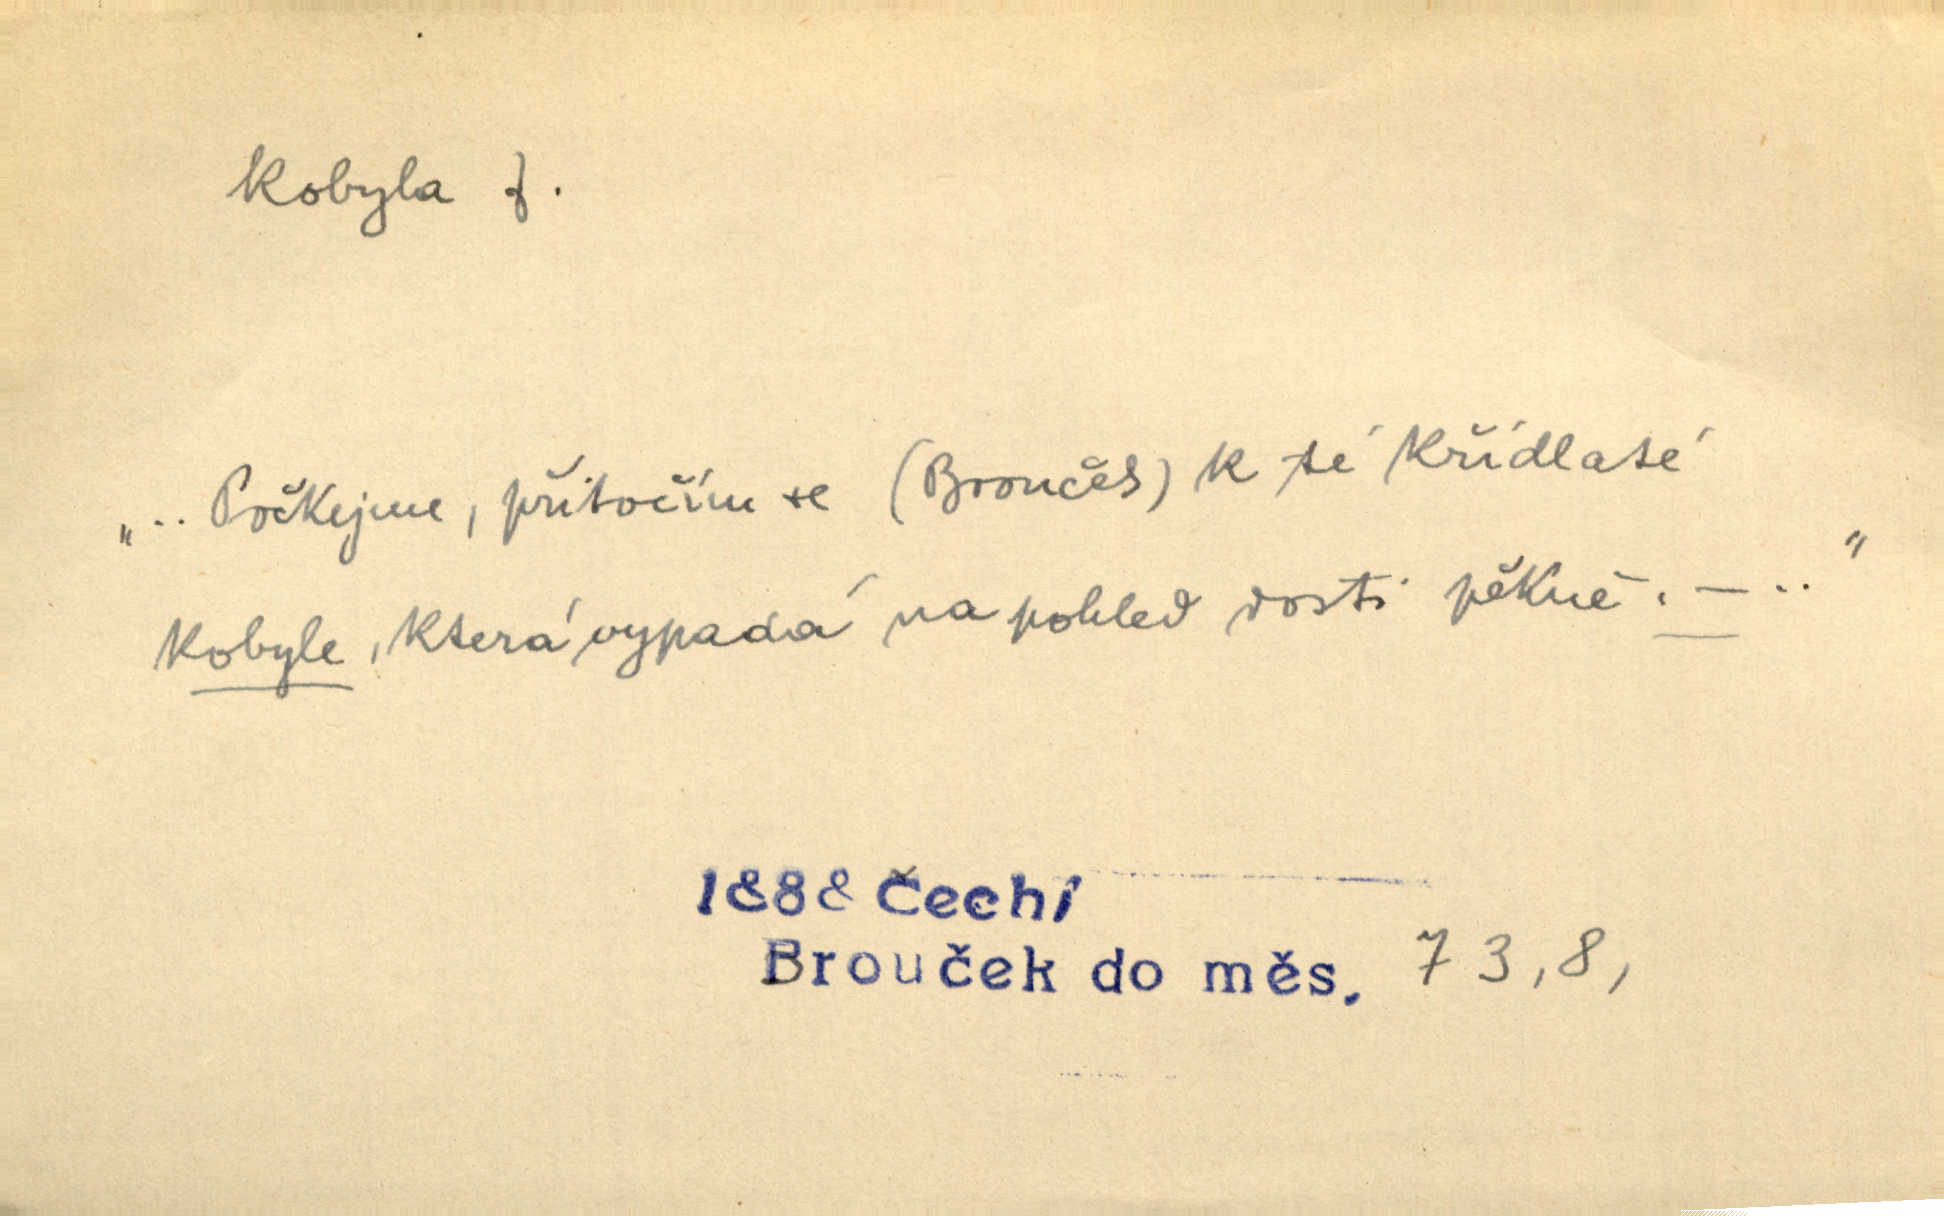 kobyla f.
„.. Počkejme, přitočím se (Brouček) k té křídlaté
kobyle, která vypadá na pohled dosti pěkně. — .."
1888 Čech
Brouček do měs. 73,8,